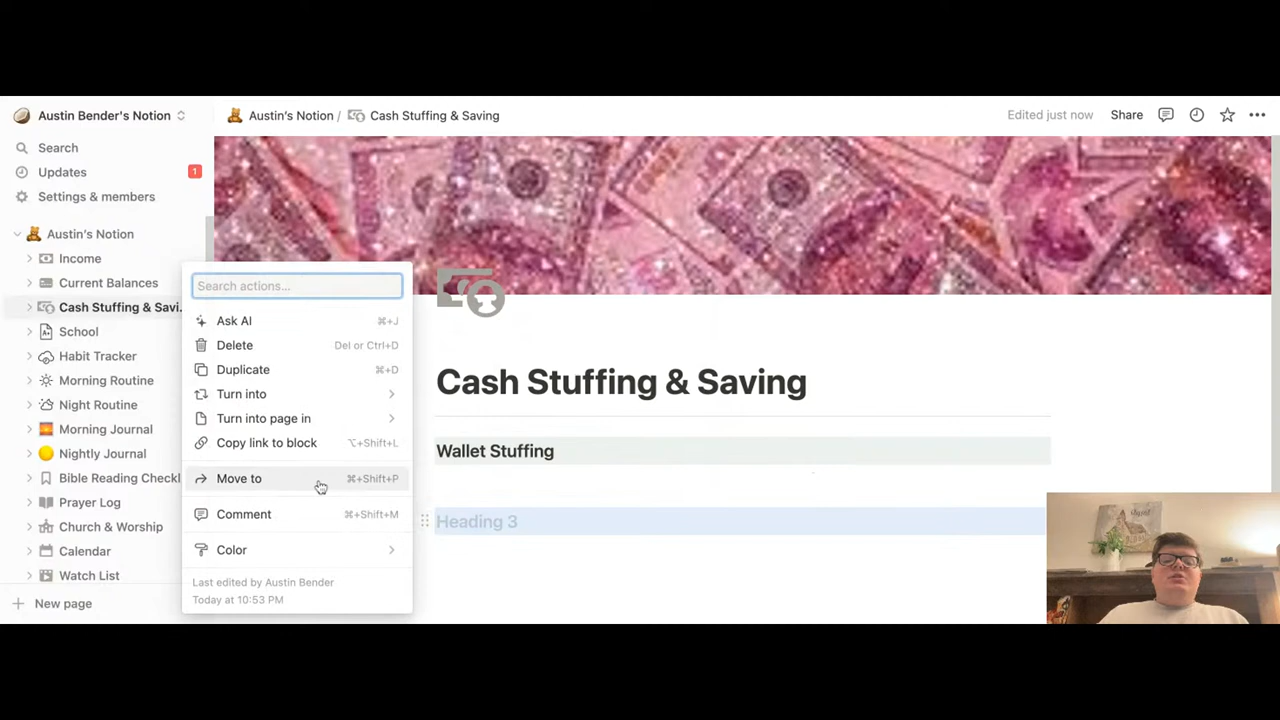 Austin Bender's Notion
Austin's Notion / Cash Stuffing & Saving
Edited just now Share
Search
Updates 1
Settings & members
Austin's Notion
Income
Current Balances
Cash Stuffing & Savi...
School
Habit Tracker
Morning Routine
Night Routine
Morning Journal
Nightly Journal
Bible Reading Checkl
Prayer Log
Church & Worship
Calendar
Watch List
New page
Search actions...
Ask AI ⌘+J
Delete Del or Ctrl+D
Duplicate ⌘+D
Turn into
Turn into page in
Copy link to block ⌥+Shift+L
Move to ⌘+Shift+P
Comment ⌘+Shift+M
Color
Last edited by Austin Bender
Today at 10:53 PM
Cash Stuffing & Saving
Wallet Stuffing
Heading 3